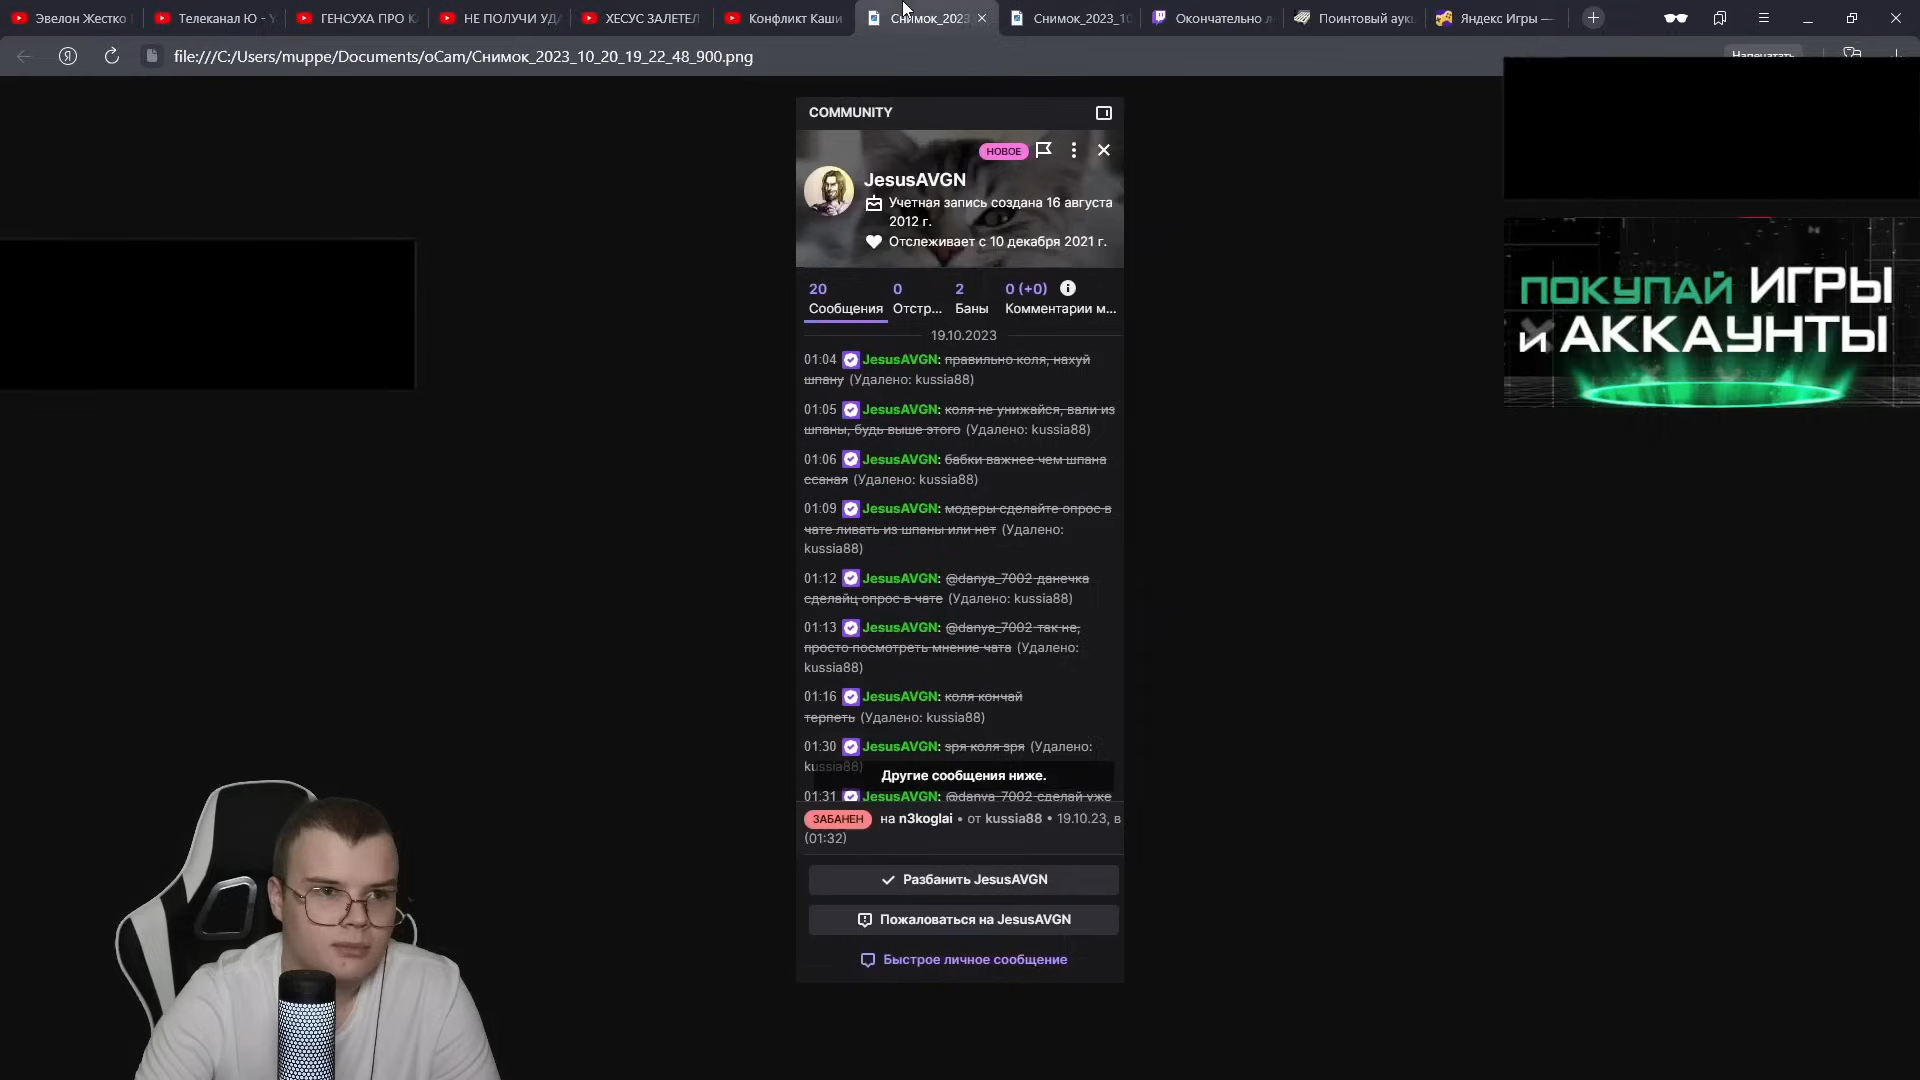 Эвелон Жестко
Телеканал Ю - Y
ГЕНСУХА ПРО К
НЕ ПОЛУЧИ УД
ХЕСУС ЗАЛЕТЕЛ
Конфликт Каши
Снимок_2023
Снимок_2023_10
Окончательно л
Поинтовый аук
Яндекс Игры —
file:///C:/Users/muppe/Documents/oCam/Снимок_2023_10_20_19_22_48_900.png
Напечатать
COMMUNITY
НОВОЕ
JesusAVGN
Учетная запись создана 16 августа
2012 г.
Отслеживает с 10 декабря 2021 г.
20 0 2 0 (+0)
Сообщения Отстр... Баны Комментарии м...
19.10.2023
01:04 JesusAVGN: правильно коля, нахуй
шпану (Удалено: kussia88)
01:05 JesusAVGN: коля не унижайся, вали из
шпаны, будь выше этого (Удалено: kussia88)
01:06 JesusAVGN: бабки важнее чем шпана
ссаная (Удалено: kussia88)
01:09 JesusAVGN: модеры сделайте опрос в
чате ливать из шпаны или нет (Удалено:
kussia88)
01:12 JesusAVGN: @danya_7002 данечка
сделайц опрос в чате (Удалено: kussia88)
01:13 JesusAVGN: @danya_7002 так не,
просто посмотреть мнение чата (Удалено:
kussia88)
01:16 JesusAVGN: коля кончай
терпеть (Удалено: kussia88)
01:30 JesusAVGN: зря коля зря (Удалено:
kussia88)
Другие сообщения ниже.
01:31 JesusAVGN: @danya_7002 сделай уже
ЗАБАНЕН на n3koglai • от kussia88 • 19.10.23, в
(01:32)
Разбанить JesusAVGN
Пожаловаться на JesusAVGN
Быстрое личное сообщение
ПОКУПАЙ ИГРЫ
и АККАУНТЫ